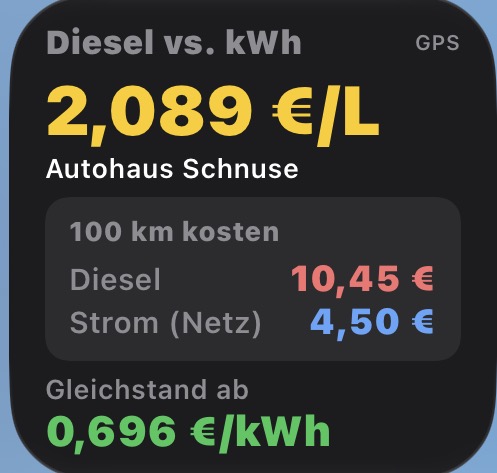 Diesel vs. kWh GPS
2,089 €/L
Autohaus Schnuse
100 km kosten
Diesel 10,45 €
Strom (Netz) 4,50 €
Gleichstand ab
0,696 €/kWh